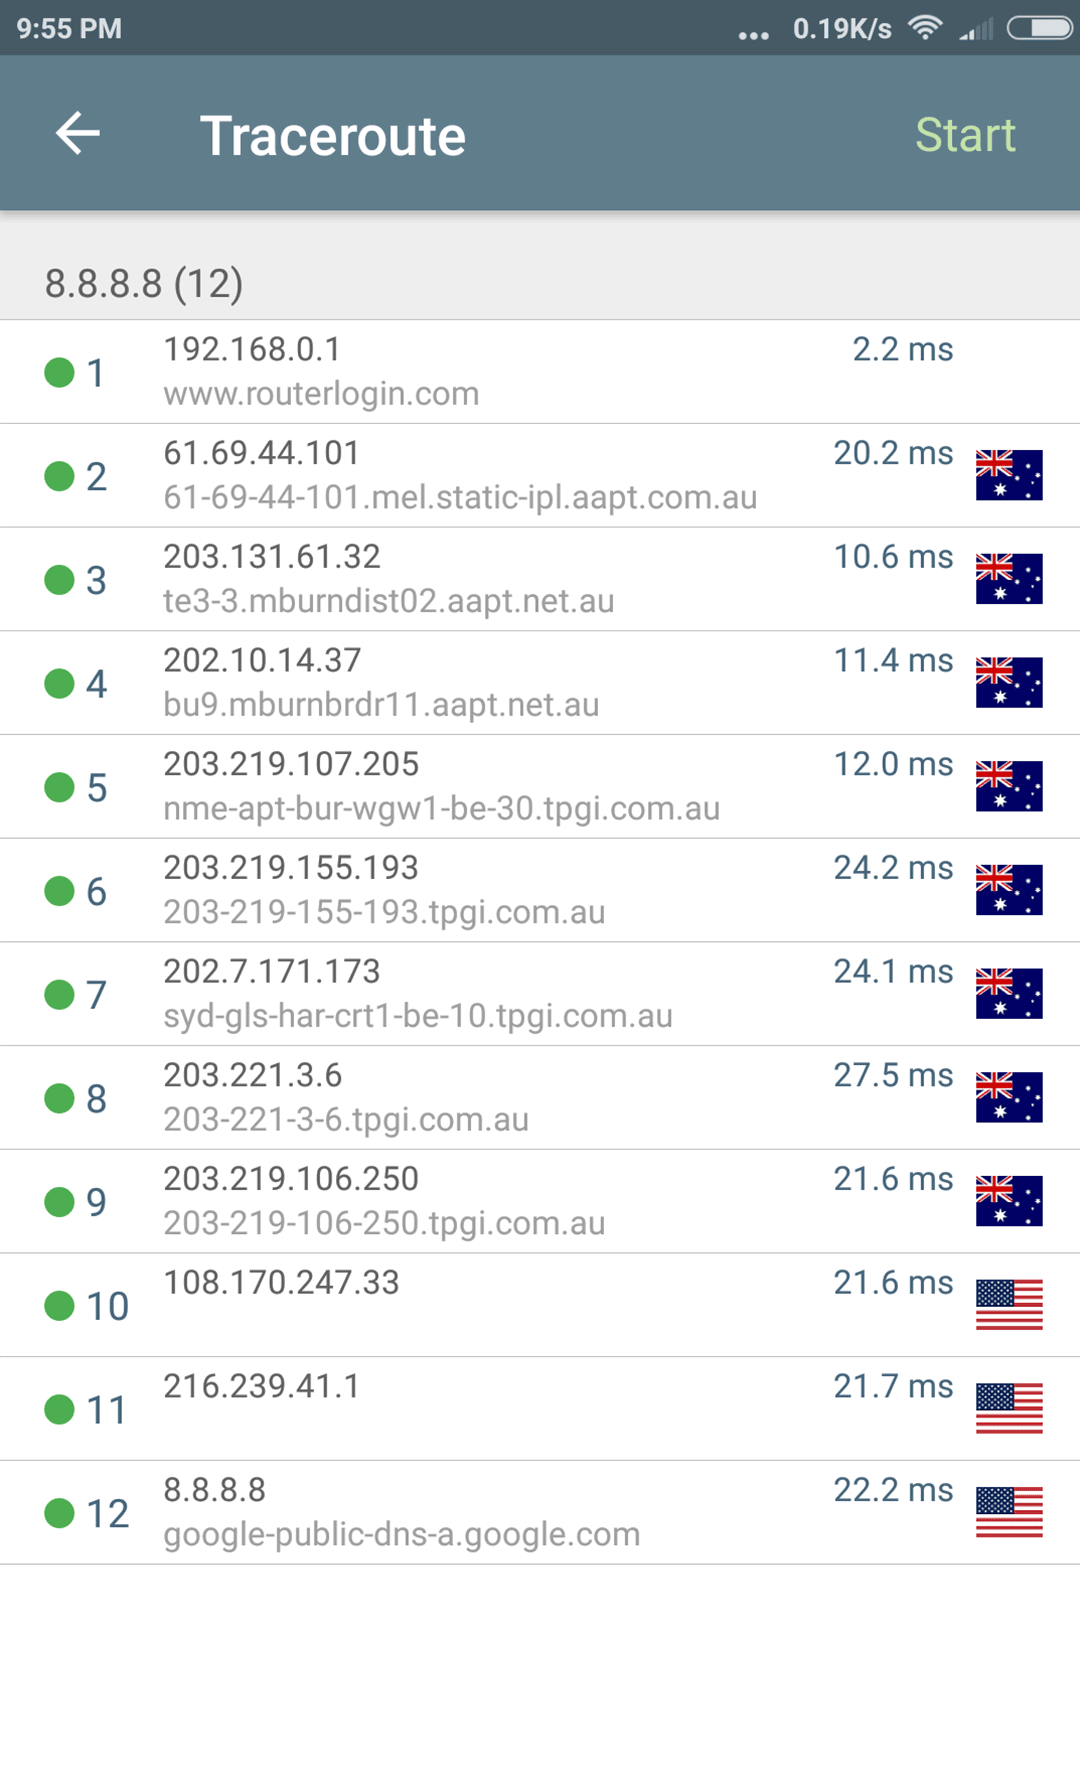 9:55 PM ... 0.19K/s
Traceroute Start
8.8.8.8 (12)
1 192.168.0.1 2.2 ms
www.routerlogin.com
2 61.69.44.101 20.2 ms
61-69-44-101.mel.static-ipl.aapt.com.au
3 203.131.61.32 10.6 ms
te3-3.mburndist02.aapt.net.au
4 202.10.14.37 11.4 ms
bu9.mburnbrdr11.aapt.net.au
5 203.219.107.205 12.0 ms
nme-apt-bur-wgw1-be-30.tpgi.com.au
6 203.219.155.193 24.2 ms
203-219-155-193.tpgi.com.au
7 202.7.171.173 24.1 ms
syd-gls-har-crt1-be-10.tpgi.com.au
8 203.221.3.6 27.5 ms
203-221-3-6.tpgi.com.au
9 203.219.106.250 21.6 ms
203-219-106-250.tpgi.com.au
10 108.170.247.33 21.6 ms
11 216.239.41.1 21.7 ms
12 8.8.8.8 22.2 ms
google-public-dns-a.google.com